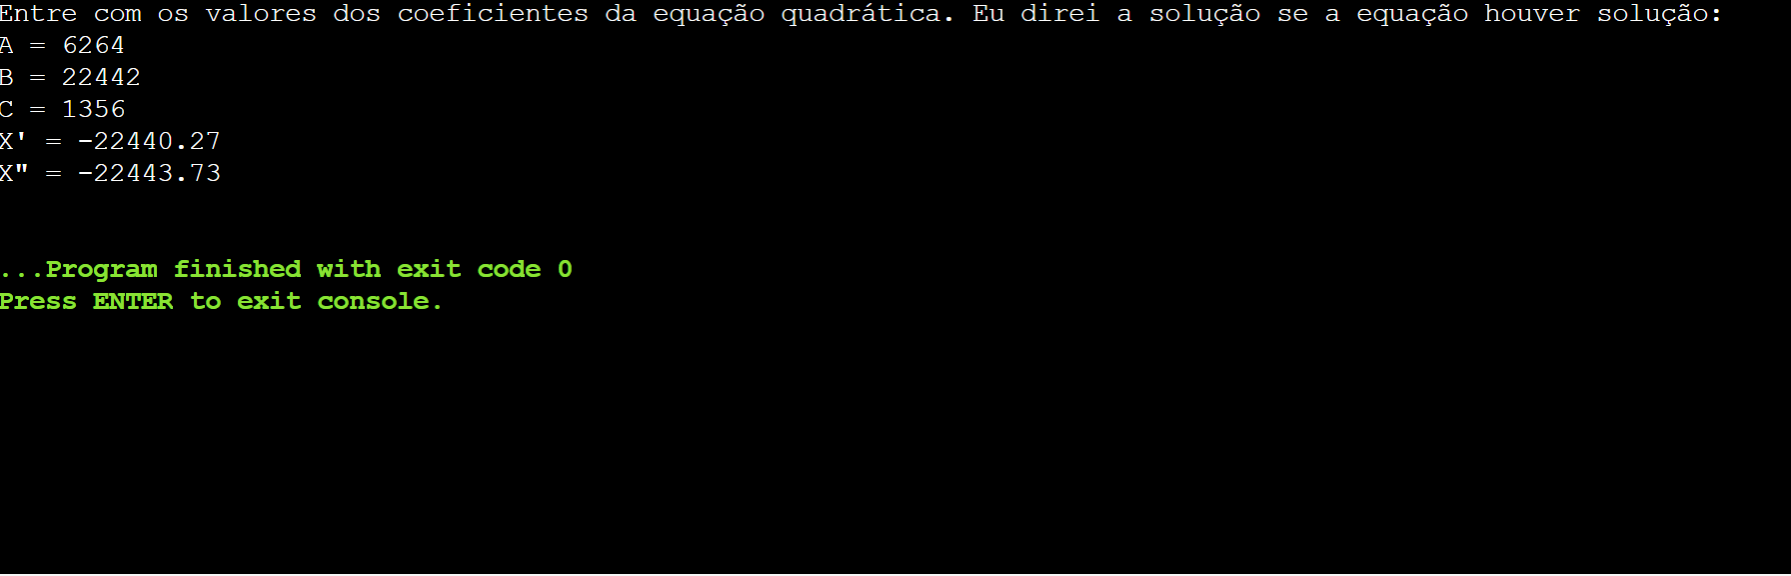 Entre com os valores dos coeficientes da equação quadrática. Eu direi a solução se a equação houver solução:
A = 6264
B = 22442
C = 1356
X' = -22440.27
X" = -22443.73
...Program finished with exit code 0
Press ENTER to exit console.